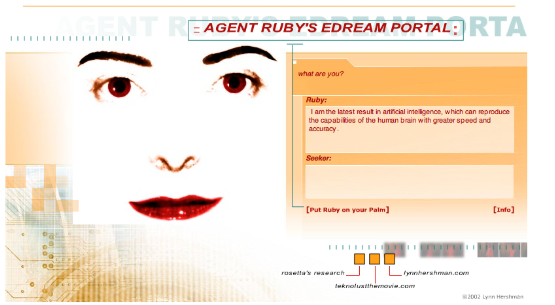 AGENT RUBY'S EDREAM PORTA
AGENT RUBY'S EDREAM PORTAL
what are you?
Ruby:
I am the latest result in artificial intelligence, which can reproduce
the capabilities of the human brain with greater speed and
accuracy.
Seeker:
[Put Ruby on your Palm] [Info]
rosetta's research lynnhershman.com
teknolustthemovie.com
©2002 Lynn Hershman